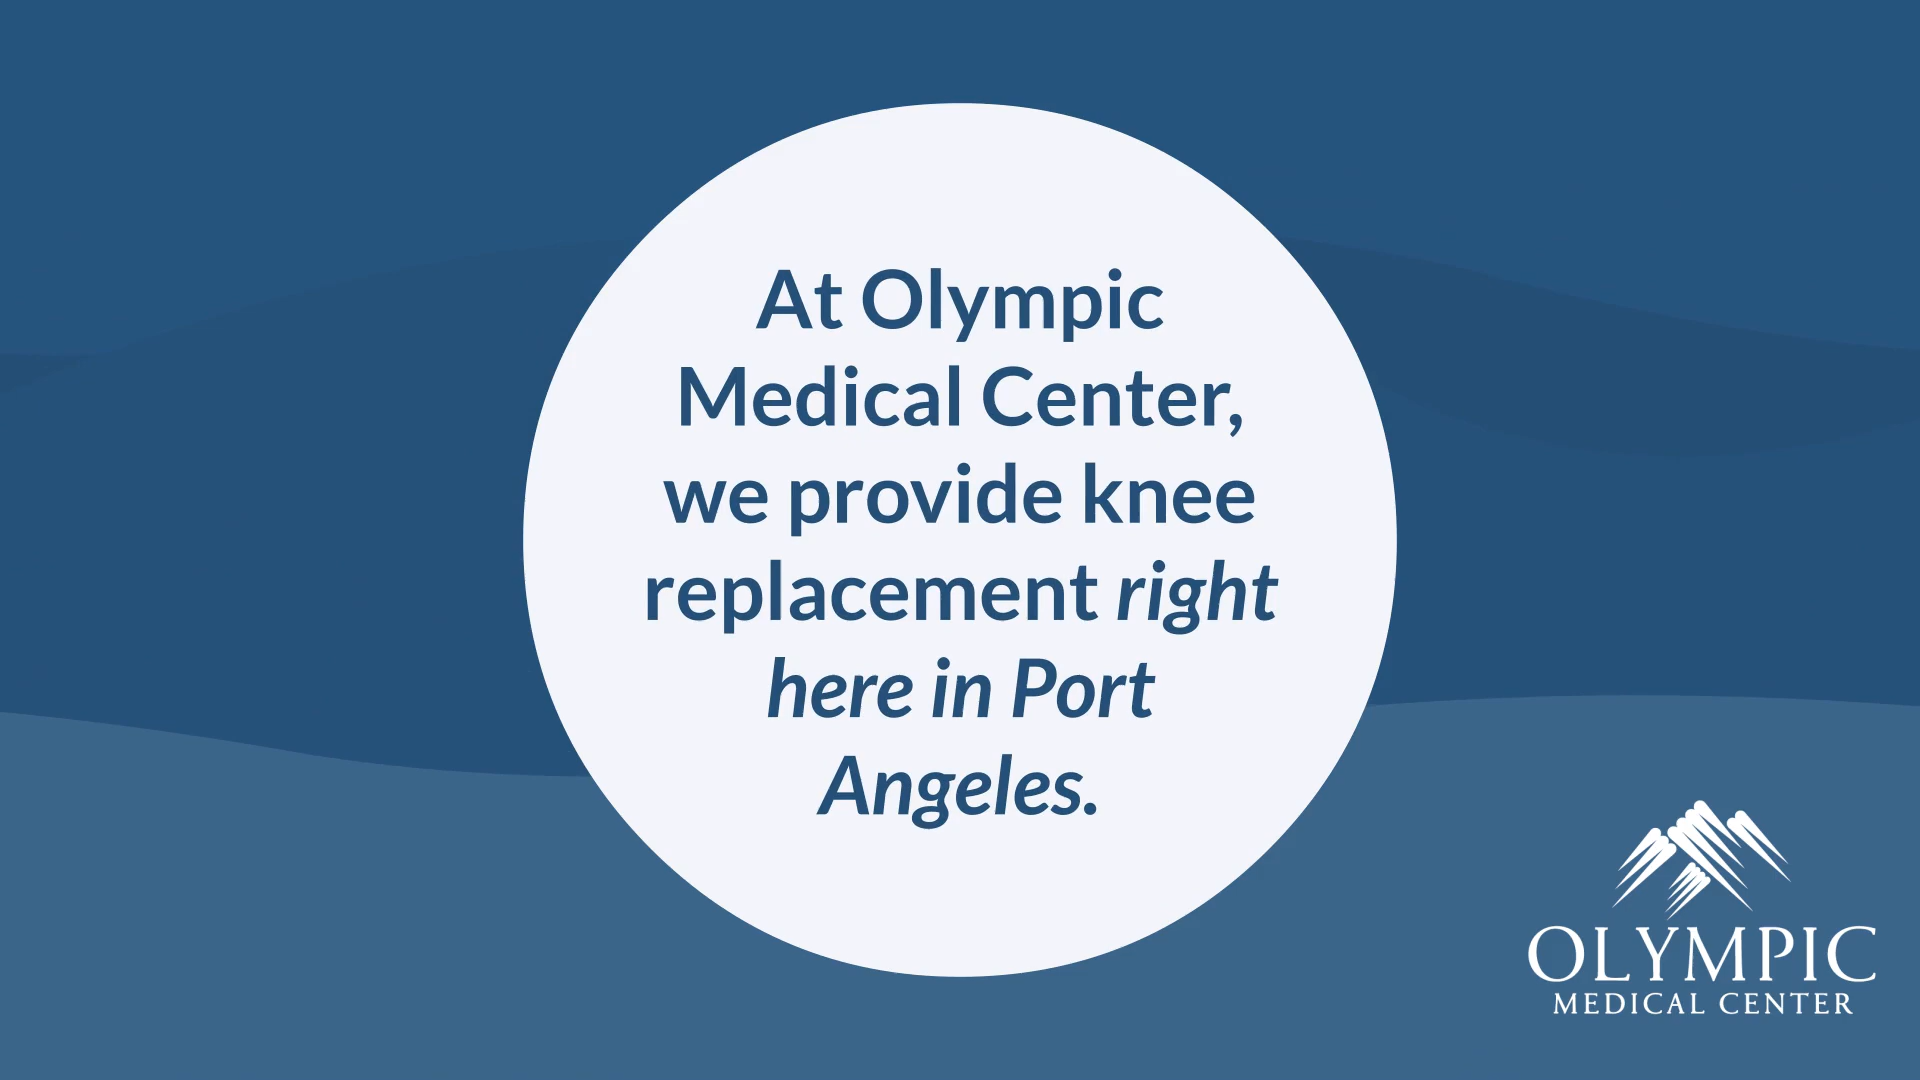 At Olympic
Medical Center,
we provide knee
replacement right
here in Port
Angeles.
OLYMPIC
MEDICAL CENTER